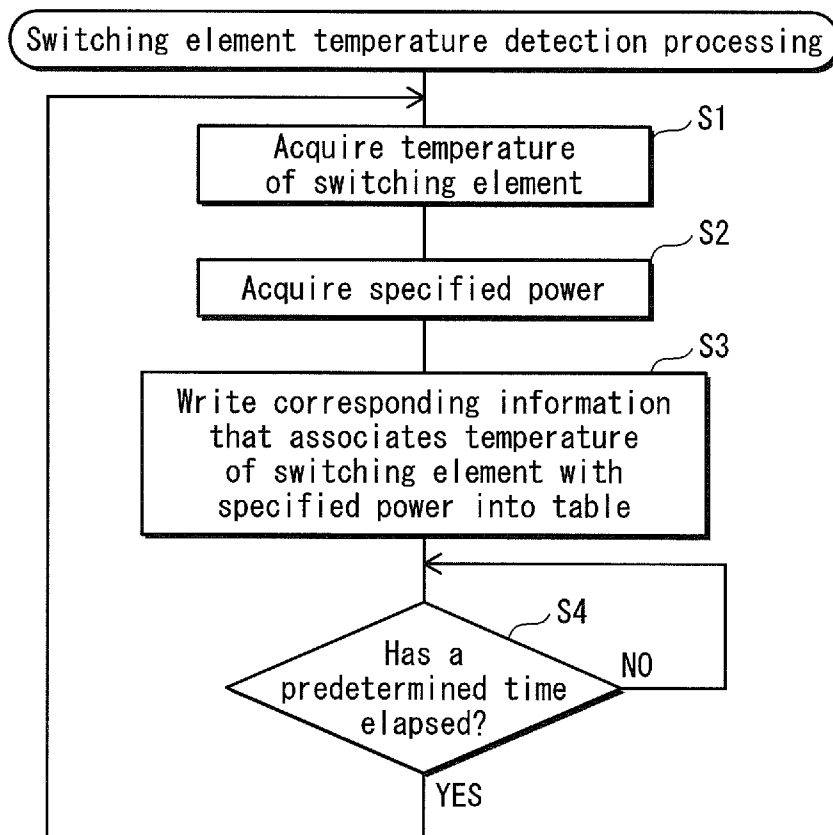 Switching element temperature detection processing
S1
Acquire temperature
of switching element
S2
Acquire specified power
S3
Write corresponding information
that associates temperature
of switching element with
specified power into table
S4
Has a
predetermined time
elapsed?
NO
YES